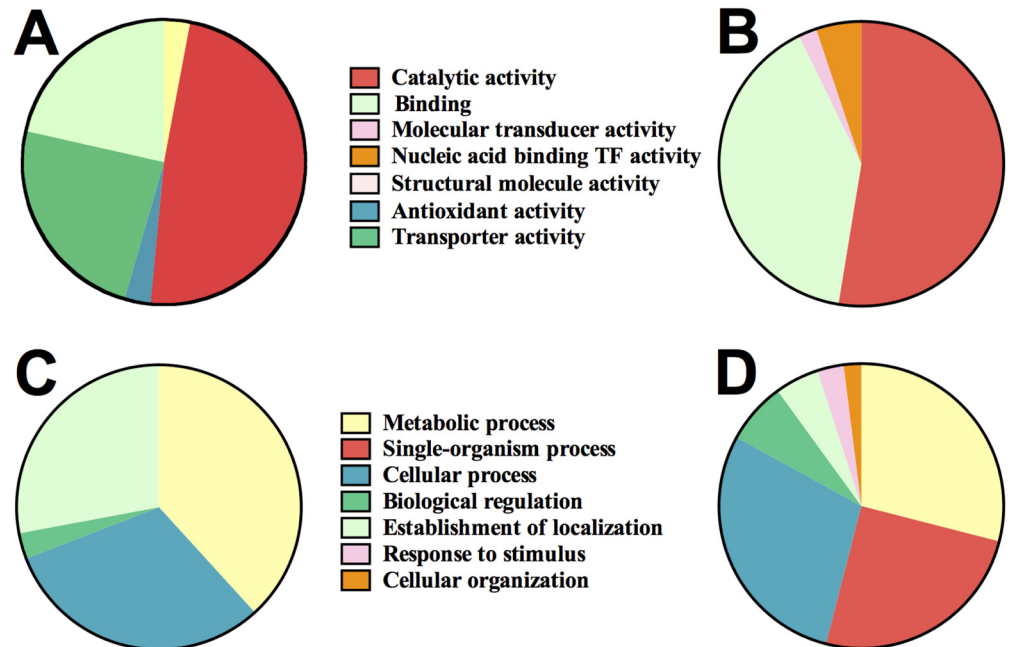 A
B
Catalytic activity
Binding
Molecular transducer activity
Nucleic acid binding TF activity
Structural molecule activity
Antioxidant activity
Transporter activity
C
D
Metabolic process
Single-organism process
Cellular process
Biological regulation
Establishment of localization
Response to stimulus
Cellular organization